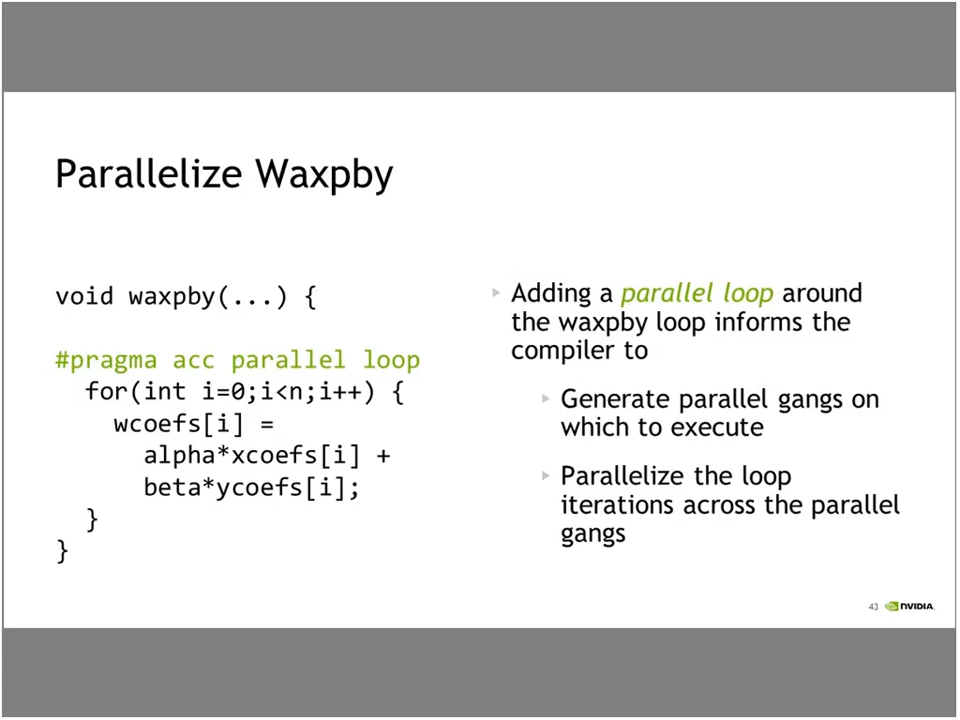 Parallelize Waxpby
void waxpby(...) {
#pragma acc parallel loop
for(int i=0;i<n;i++) {
wcoefs[i] =
alpha*xcoefs[i] +
beta*ycoefs[i];
}
}
Adding a parallel loop around
the waxpby loop informs the
compiler to
Generate parallel gangs on
which to execute
Parallelize the loop
iterations across the parallel
gangs
43 NVIDIA.